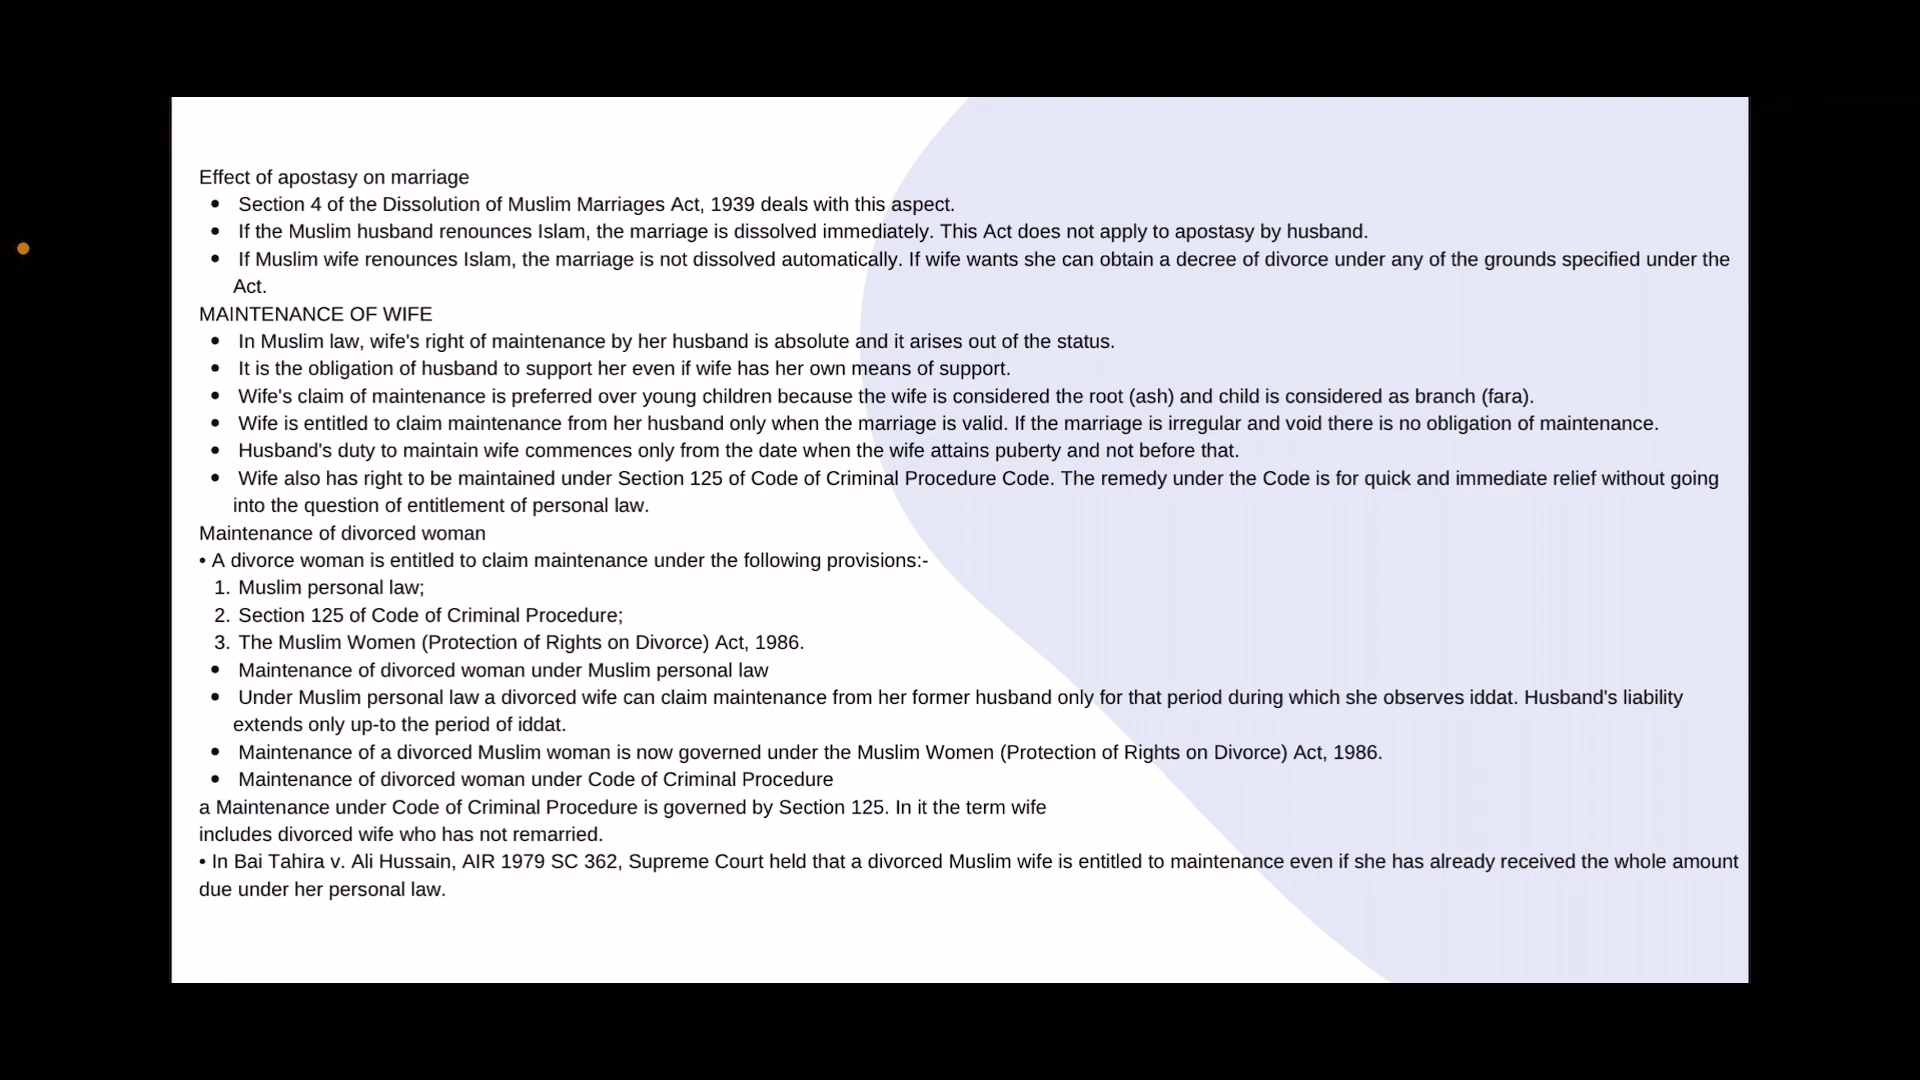 Effect of apostasy on marriage
• Section 4 of the Dissolution of Muslim Marriages Act, 1939 deals with this aspect.
• If the Muslim husband renounces Islam, the marriage is dissolved immediately. This Act does not apply to apostasy by husband.
• If Muslim wife renounces Islam, the marriage is not dissolved automatically. If wife wants she can obtain a decree of divorce under any of the grounds specified under the
Act.
MAINTENANCE OF WIFE
• In Muslim law, wife's right of maintenance by her husband is absolute and it arises out of the status.
• It is the obligation of husband to support her even if wife has her own means of support.
• Wife's claim of maintenance is preferred over young children because the wife is considered the root (ash) and child is considered as branch (fara).
• Wife is entitled to claim maintenance from her husband only when the marriage is valid. If the marriage is irregular and void there is no obligation of maintenance.
• Husband's duty to maintain wife commences only from the date when the wife attains puberty and not before that.
• Wife also has right to be maintained under Section 125 of Code of Criminal Procedure Code. The remedy under the Code is for quick and immediate relief without going
into the question of entitlement of personal law.
Maintenance of divorced woman
• A divorce woman is entitled to claim maintenance under the following provisions:-
1. Muslim personal law;
2. Section 125 of Code of Criminal Procedure;
3. The Muslim Women (Protection of Rights on Divorce) Act, 1986.
• Maintenance of divorced woman under Muslim personal law
• Under Muslim personal law a divorced wife can claim maintenance from her former husband only for that period during which she observes iddat. Husband's liability
extends only up-to the period of iddat.
• Maintenance of a divorced Muslim woman is now governed under the Muslim Women (Protection of Rights on Divorce) Act, 1986.
• Maintenance of divorced woman under Code of Criminal Procedure
a Maintenance under Code of Criminal Procedure is governed by Section 125. In it the term wife
includes divorced wife who has not remarried.
• In Bai Tahira v. Ali Hussain, AIR 1979 SC 362, Supreme Court held that a divorced Muslim wife is entitled to maintenance even if she has already received the whole amount
due under her personal law.